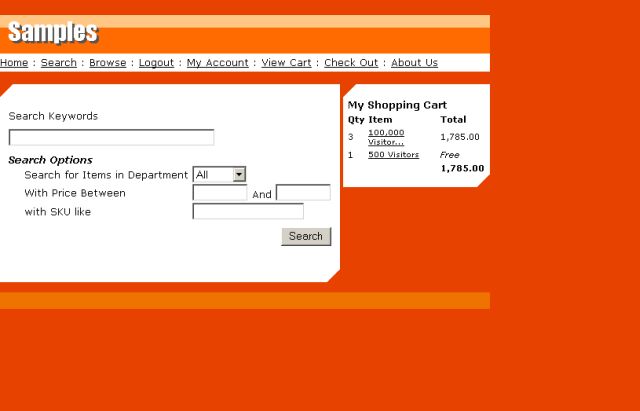 Samples
Home : Search : Browse : Logout : My Account : View Cart : Check Out : About Us
Search Keywords
Search Options
Search for Items in Department All
With Price Between And
with SKU like
Search
My Shopping Cart
Qty Item Total
3 100,000 Visitor... 1,785.00
1 500 Visitors Free
1,785.00